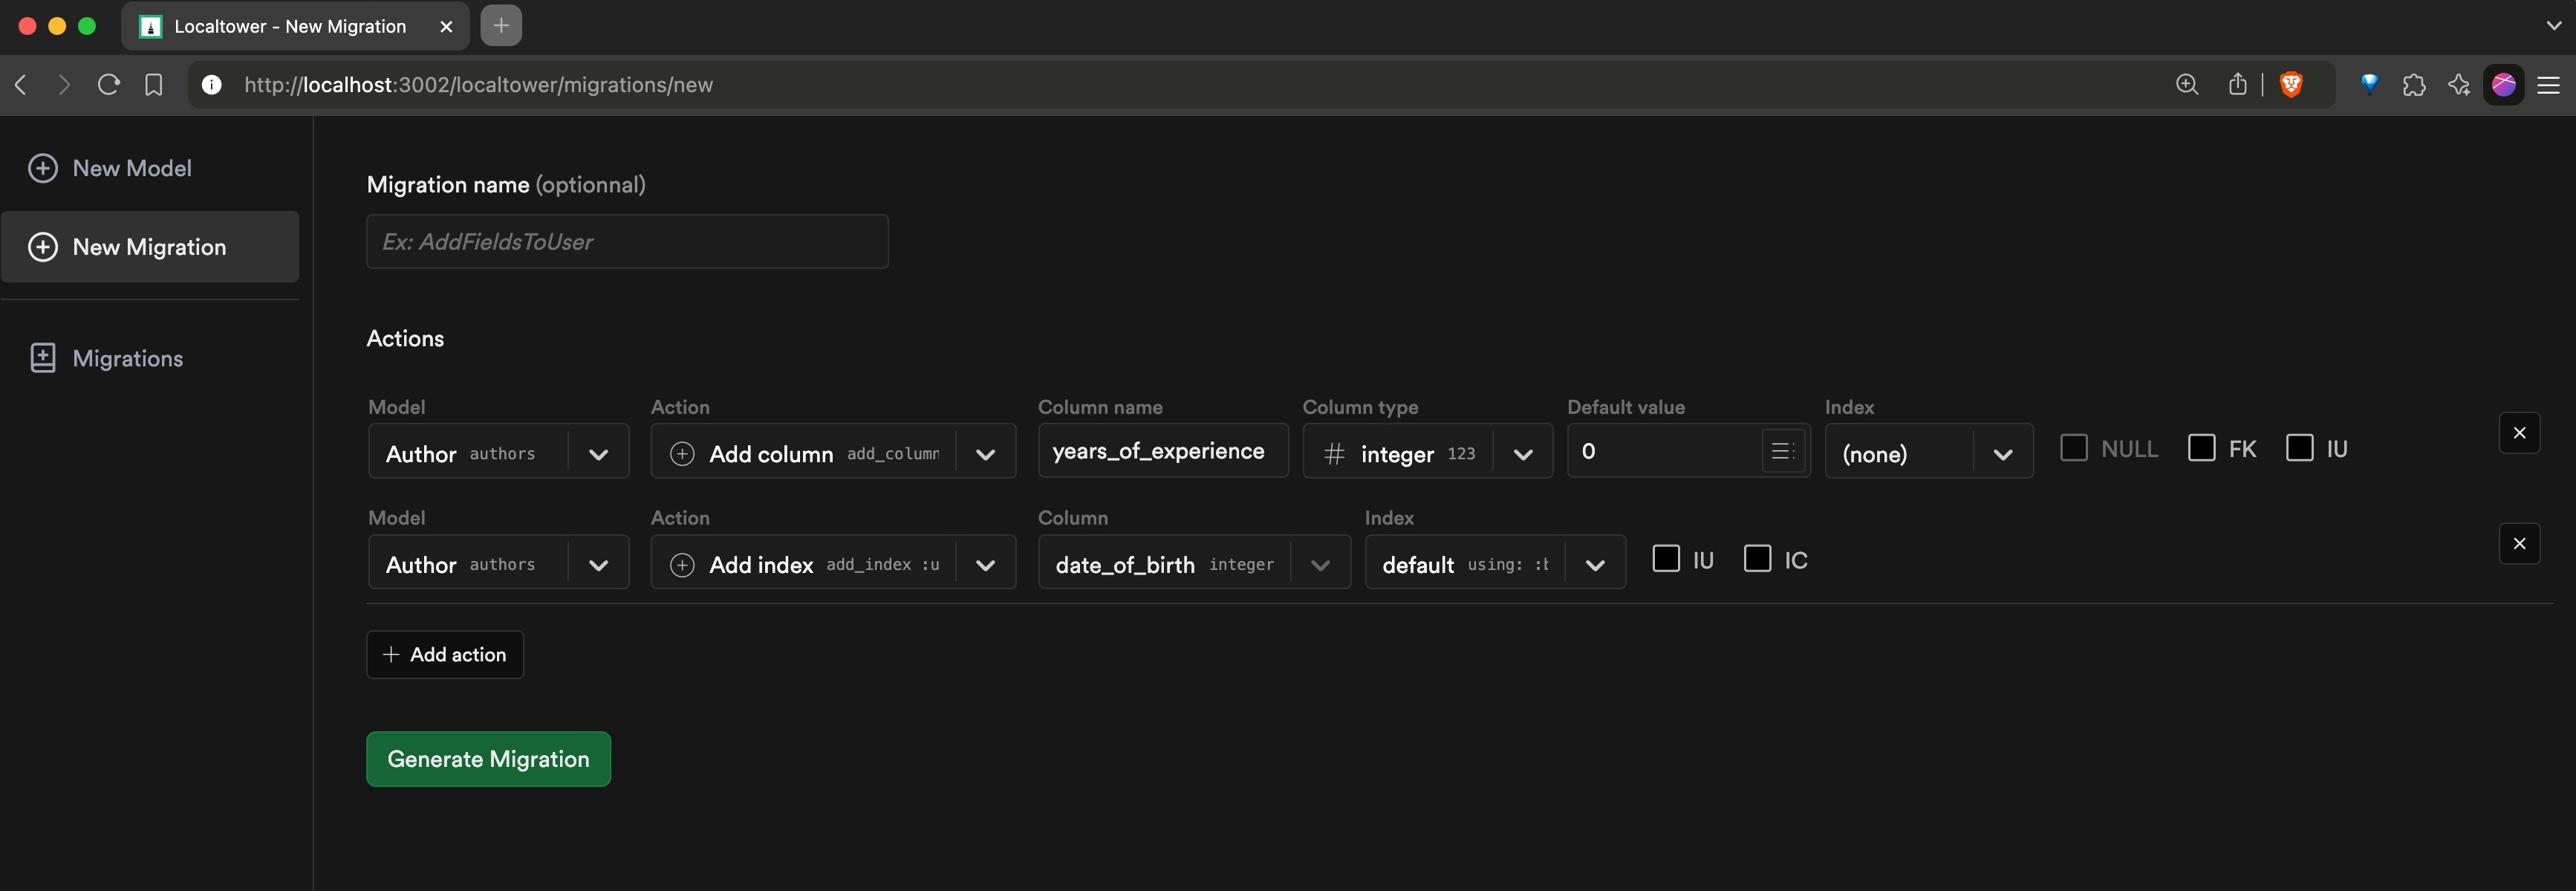 Localtower - New Migration
http://localhost:3002/localtower/migrations/new
New Model
New Migration
Migrations
Migration name (optionnal)
Ex: AddFieldsToUser
Actions
Model Action Column name Column type Default value Index
Author authors Add column add_column years_of_experience # integer 123 0 (none) NULL FK IU
Model Action Column Index
Author authors Add index add_index :u date_of_birth integer default using: :b IU IC
+ Add action
Generate Migration